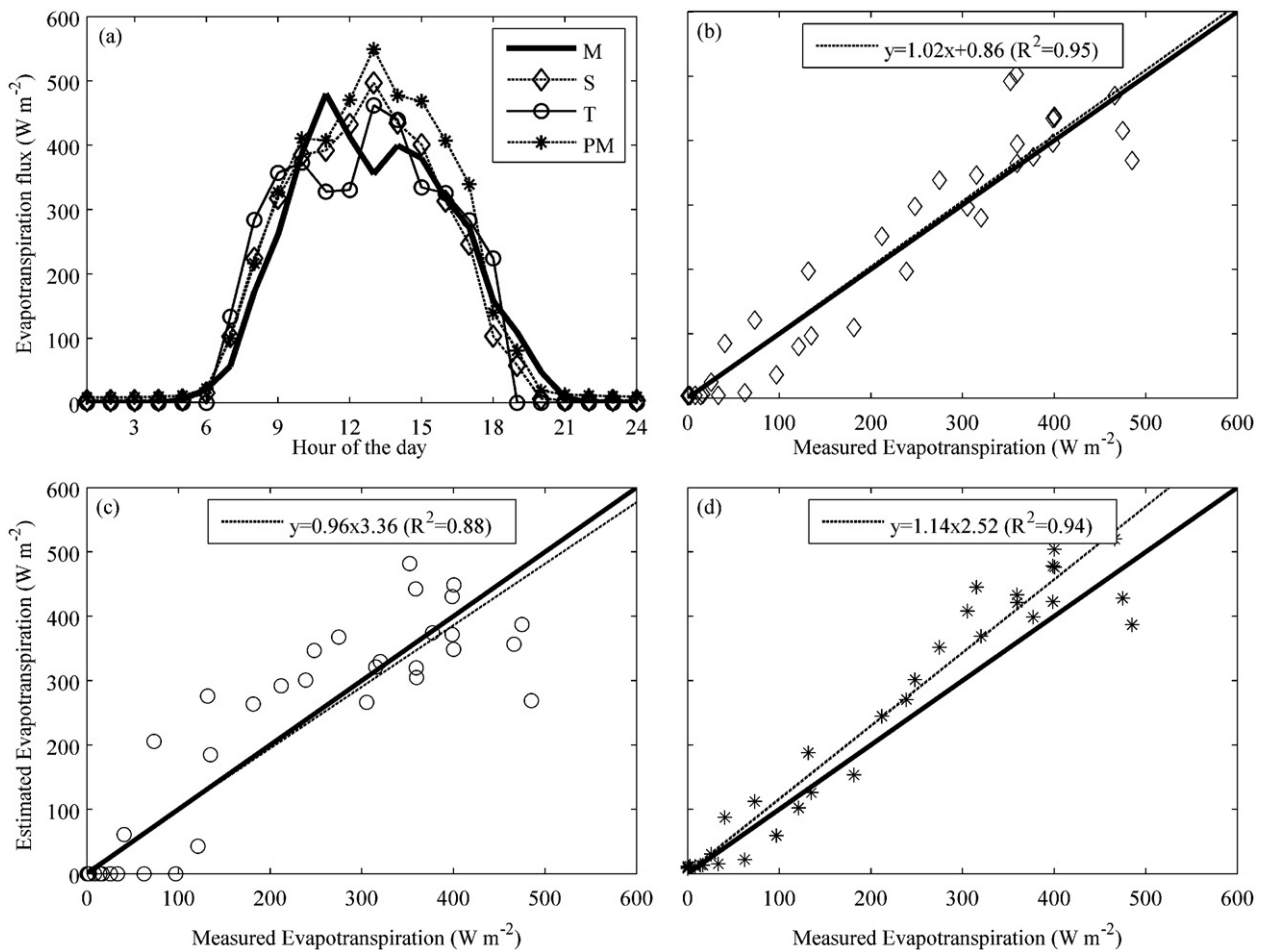 (a)
M
S
T
PM
Evapotranspiration flux (W m⁻²)
600
500
400
300
200
100
0
3 6 9 12 15 18 21 24
Hour of the day
(b)
y=1.02x+0.86 (R²=0.95)
0 100 200 300 400 500 600
Measured Evapotranspiration (W m⁻²)
(c)
y=0.96x3.36 (R²=0.88)
Estimated Evapotranspiration (W m⁻²)
600
500
400
300
200
100
0
0 100 200 300 400 500 600
Measured Evapotranspiration (W m⁻²)
(d)
y=1.14x2.52 (R²=0.94)
0 100 200 300 400 500 600
Measured Evapotranspiration (W m⁻²)